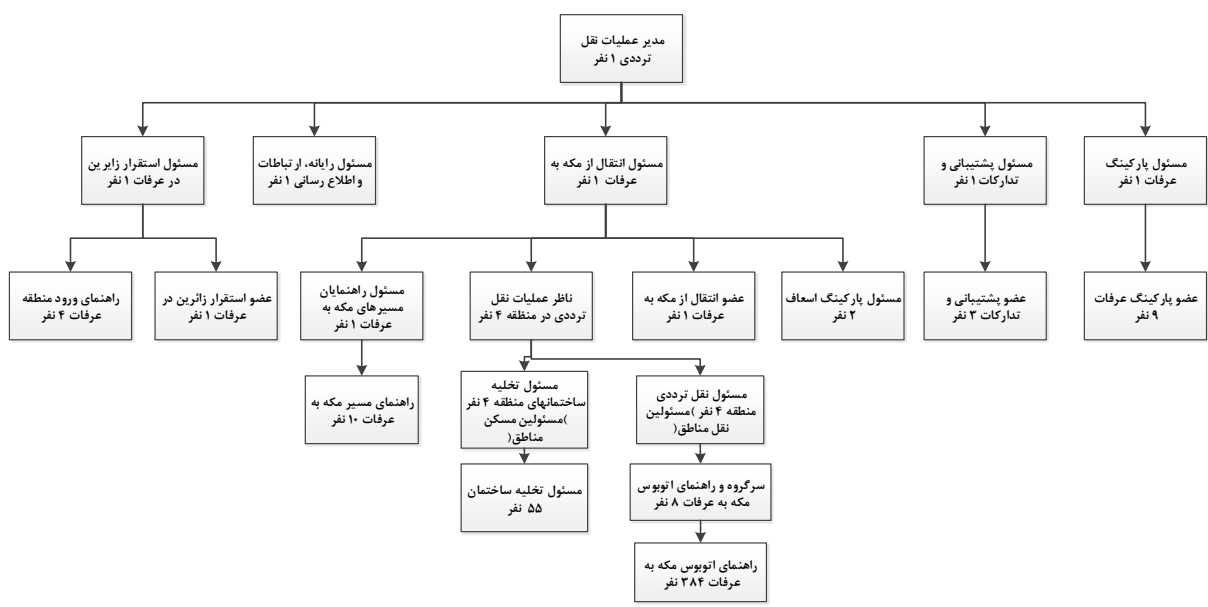 مدیر عملیات نقل
ترددی ۱ نفر
مسئول پارکینگ
عرفات ۱ نفر
مسئول پشتیبانی و
تدارکات ۱ نفر
مسئول انتقال از مکه به
عرفات ۱ نفر
مسئول رایانه، ارتباطات
و اطلاع رسانی ۱ نفر
مسئول استقرار زایرین
در عرفات ۱ نفر
عضو پارکینگ عرفات
۹ نفر
عضو پشتیبانی و
تدارکات ۳ نفر
مسئول پارکینگ اسعاف
۲ نفر
عضو انتقال از مکه به
عرفات ۱ نفر
ناظر عملیات نقل
ترددی در منطقه ۴ نفر
مسئول راهنمایان
مسیرهای مکه به
عرفات ۱ نفر
عضو استقرار زائرین در
عرفات ۱ نفر
راهنمای ورود منطقه
عرفات ۴ نفر
مسئول نقل ترددی
منطقه ۴ نفر )مسئولین
نقل مناطق(
مسئول تخلیه
ساختمانهای منطقه ۴ نفر
)مسئولین مسکن
مناطق(
راهنمای مسیر مکه به
عرفات ۱۰ نفر
سرگروه و راهنمای اتوبوس
مکه به عرفات ۸ نفر
مسئول تخلیه ساختمان
۵۵ نفر
راهنمای اتوبوس مکه به
عرفات ۳۸۴ نفر